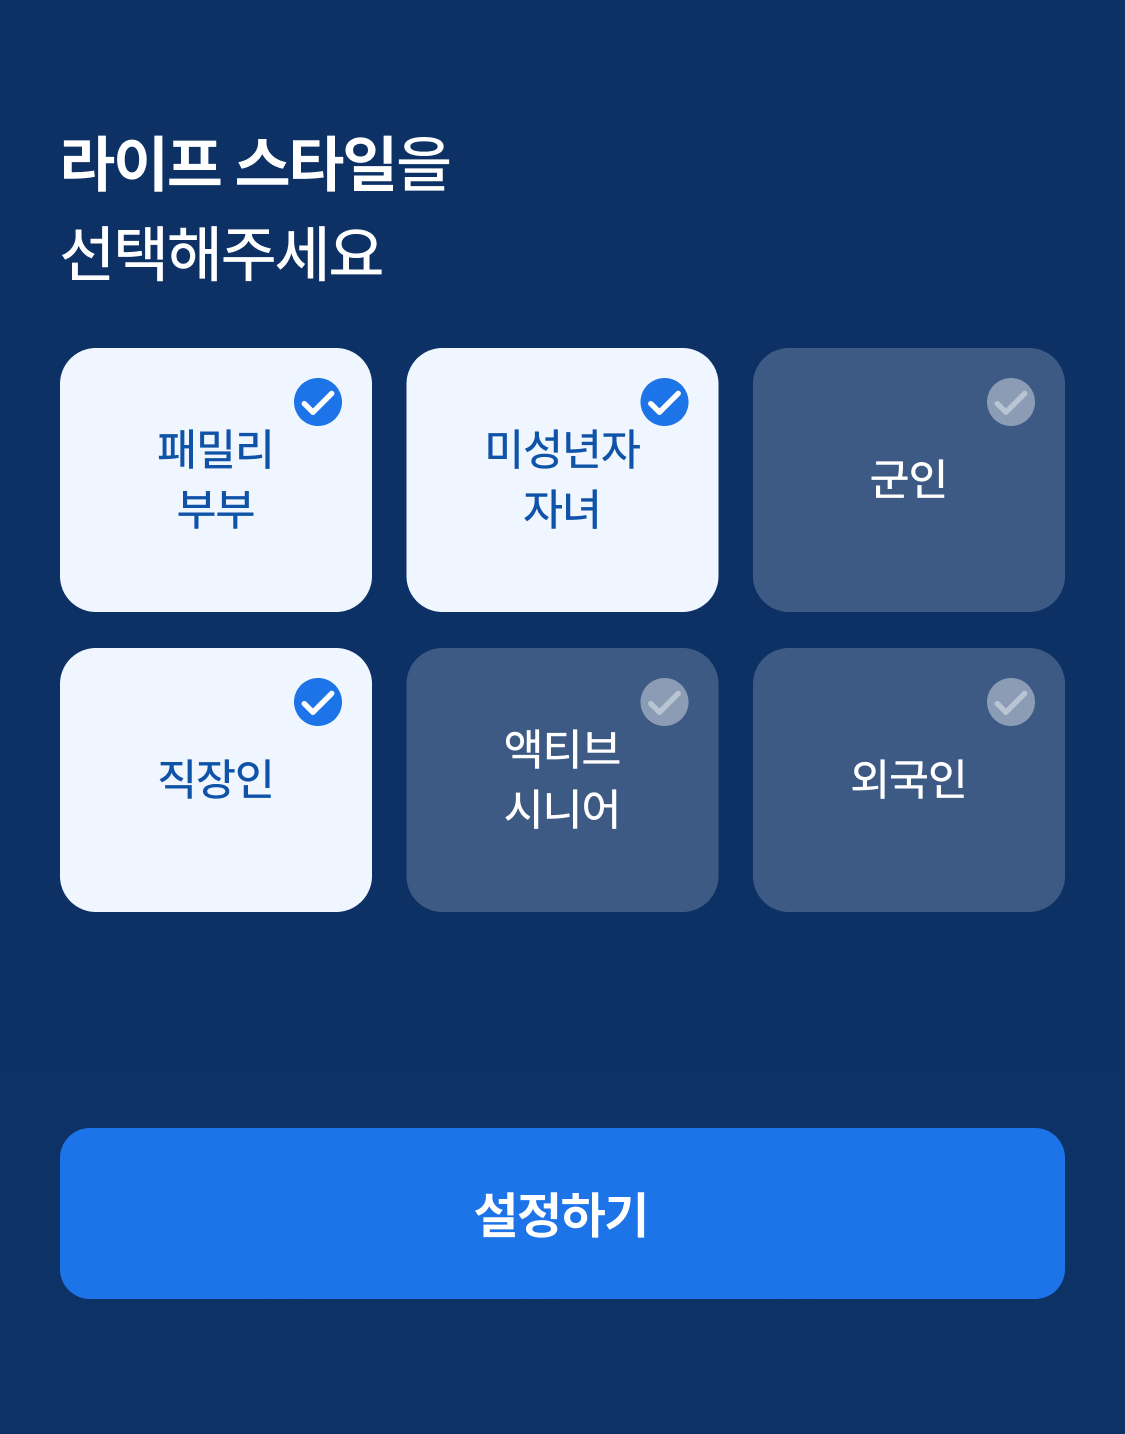 라이프 스타일을
선택해주세요
패밀리
부부
미성년자
자녀
군인
직장인
액티브
시니어
외국인
설정하기